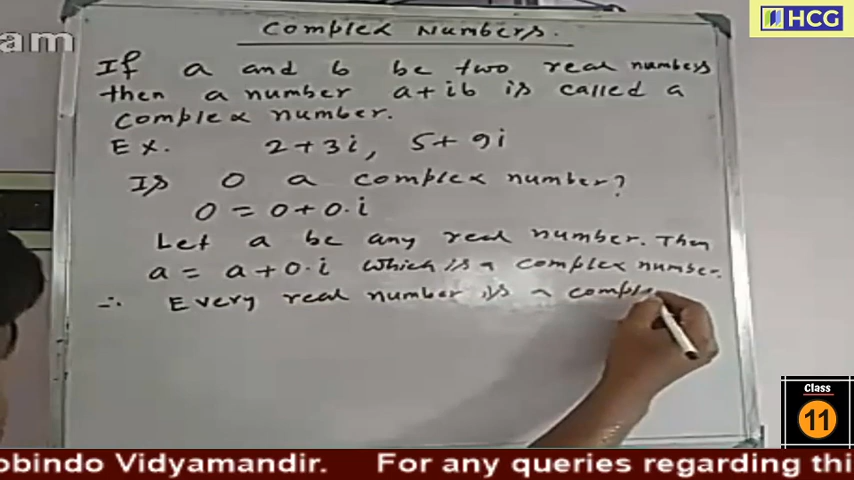 Complex Numbers.
If a and b be two real numbers
then a number a+ib is called a
complex number.
Ex. 2+3i, 5+9i
Is 0 a complex number?
0 = 0+0.i
Let a be any real number. Then
a = a+0.i which is a complex number.
∴ Every real number is a comple
am
HCG
Class
11
obindo Vidyamandir. For any queries regarding thi